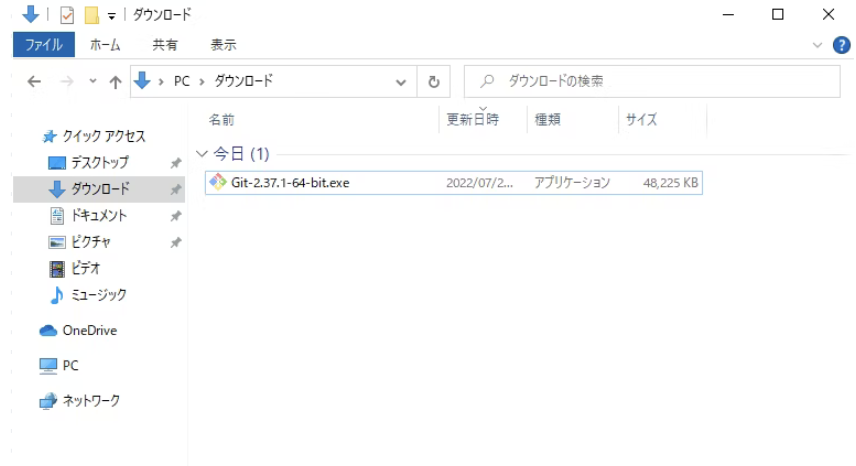 ダウンロード
ファイル ホーム 共有 表示
PC › ダウンロード ダウンロードの検索
名前 更新日時 種類 サイズ
今日 (1)
Git-2.37.1-64-bit.exe 2022/07/2... アプリケーション 48,225 KB
クイック アクセス
デスクトップ
ダウンロード
ドキュメント
ピクチャ
ビデオ
ミュージック
OneDrive
PC
ネットワーク